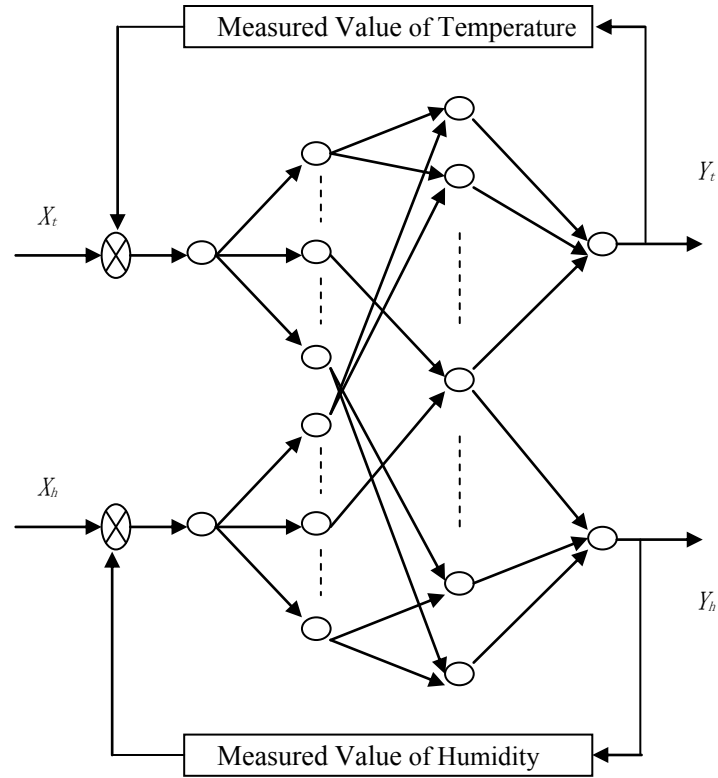 Measured Value of Temperature
Xt
Yt
Xh
Yh
Measured Value of Humidity